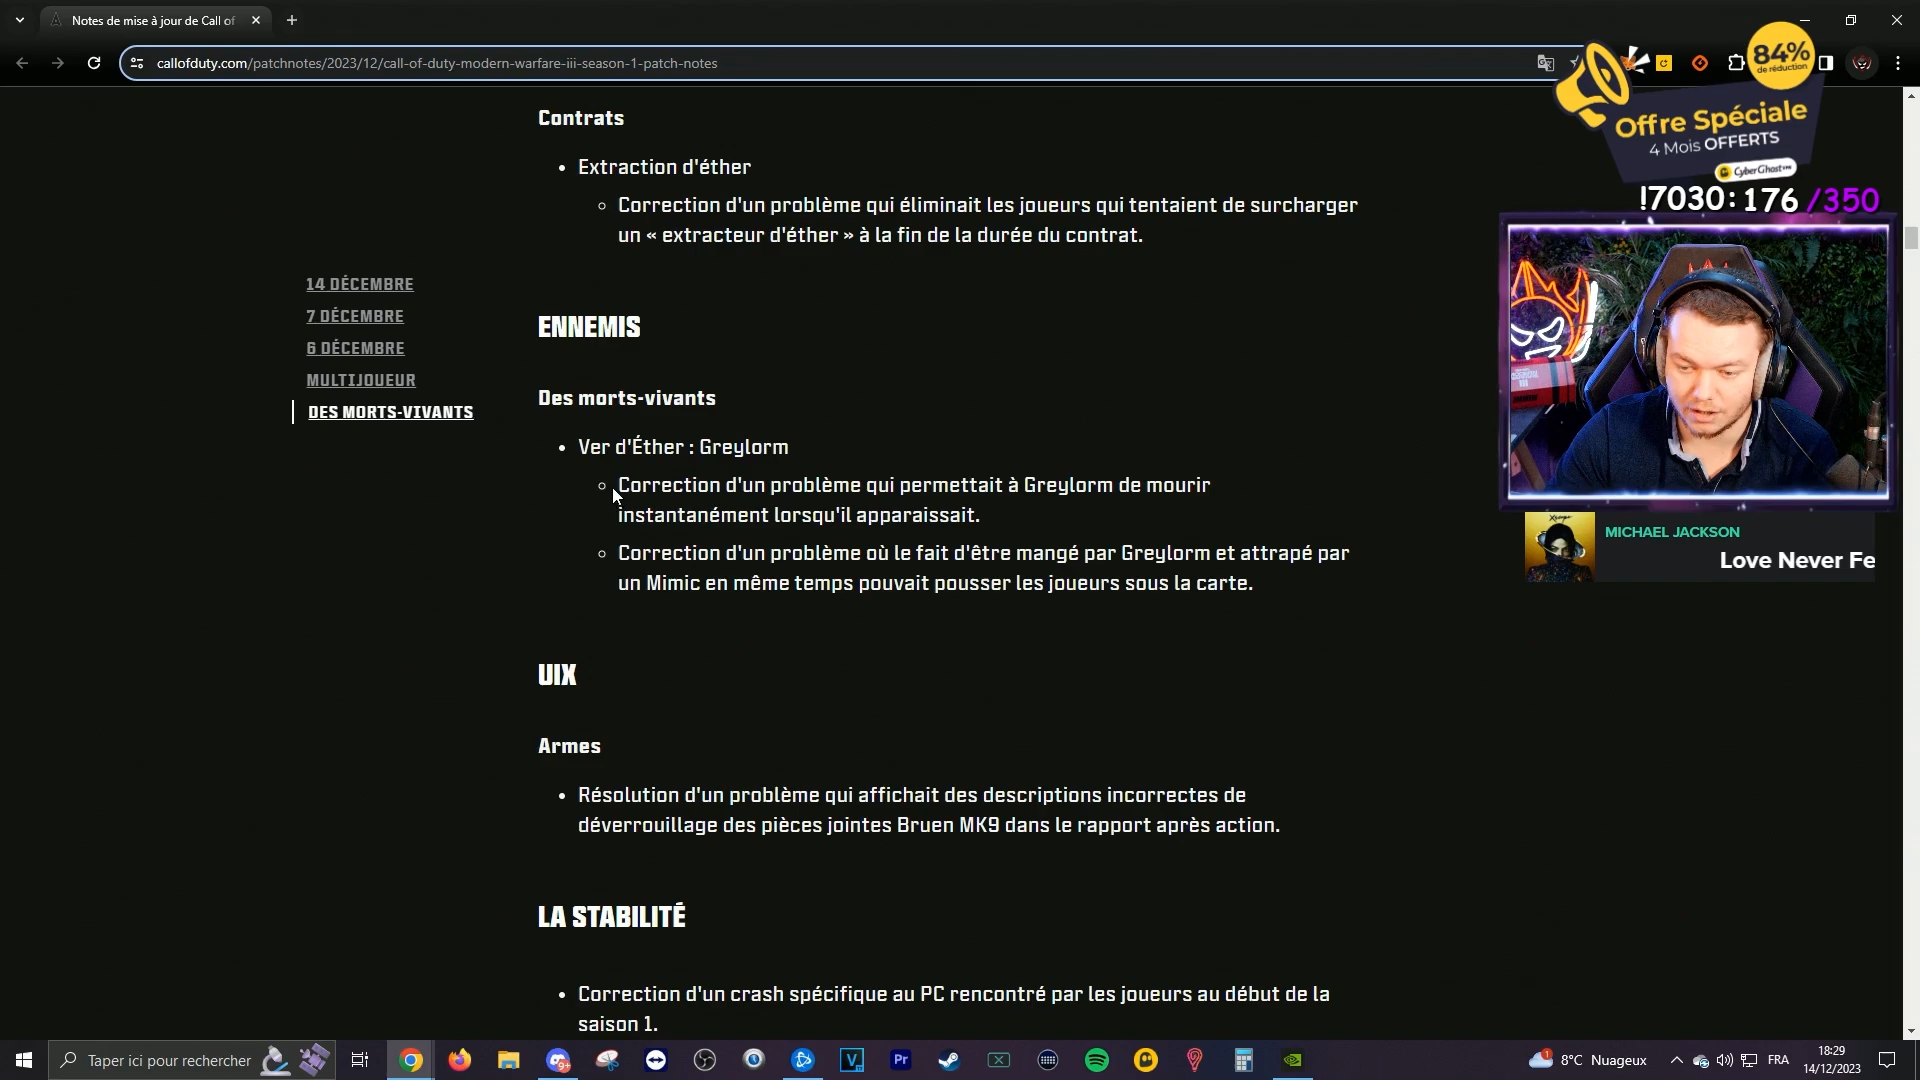 Notes de mise à jour de Call of
callofduty.com/patchnotes/2023/12/call-of-duty-modern-warfare-iii-season-1-patch-notes
84%
de réduction
Offre Spéciale
4 Mois OFFERTS
CyberGhost VPN
!7030:176 /350
Contrats
Extraction d'éther
Correction d'un problème qui éliminait les joueurs qui tentaient de surcharger
un « extracteur d'éther » à la fin de la durée du contrat.
14 DÉCEMBRE
7 DÉCEMBRE
6 DÉCEMBRE
MULTIJOUEUR
DES MORTS-VIVANTS
ENNEMIS
Des morts-vivants
Ver d'Éther : Greylorm
Correction d'un problème qui permettait à Greylorm de mourir
instantanément lorsqu'il apparaissait.
Correction d'un problème où le fait d'être mangé par Greylorm et attrapé par
un Mimic en même temps pouvait pousser les joueurs sous la carte.
MICHAEL JACKSON
Love Never Fe
UIX
Armes
Résolution d'un problème qui affichait des descriptions incorrectes de
déverrouillage des pièces jointes Bruen MK9 dans le rapport après action.
LA STABILITÉ
Correction d'un crash spécifique au PC rencontré par les joueurs au début de la
saison 1.
Taper ici pour rechercher
9+
V
Pr
1
8°C Nuageux
FRA
18:29
14/12/2023